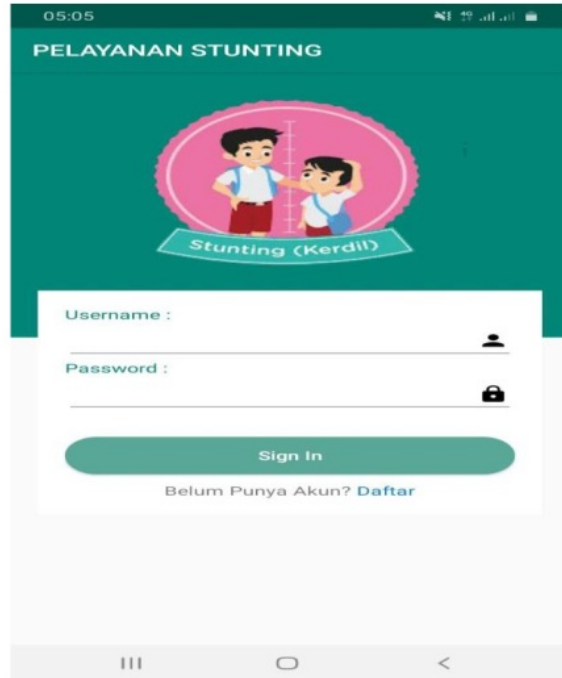 05:05
PELAYANAN STUNTING
Stunting (Kerdil)
Username :
Password :
Sign In
Belum Punya Akun? Daftar